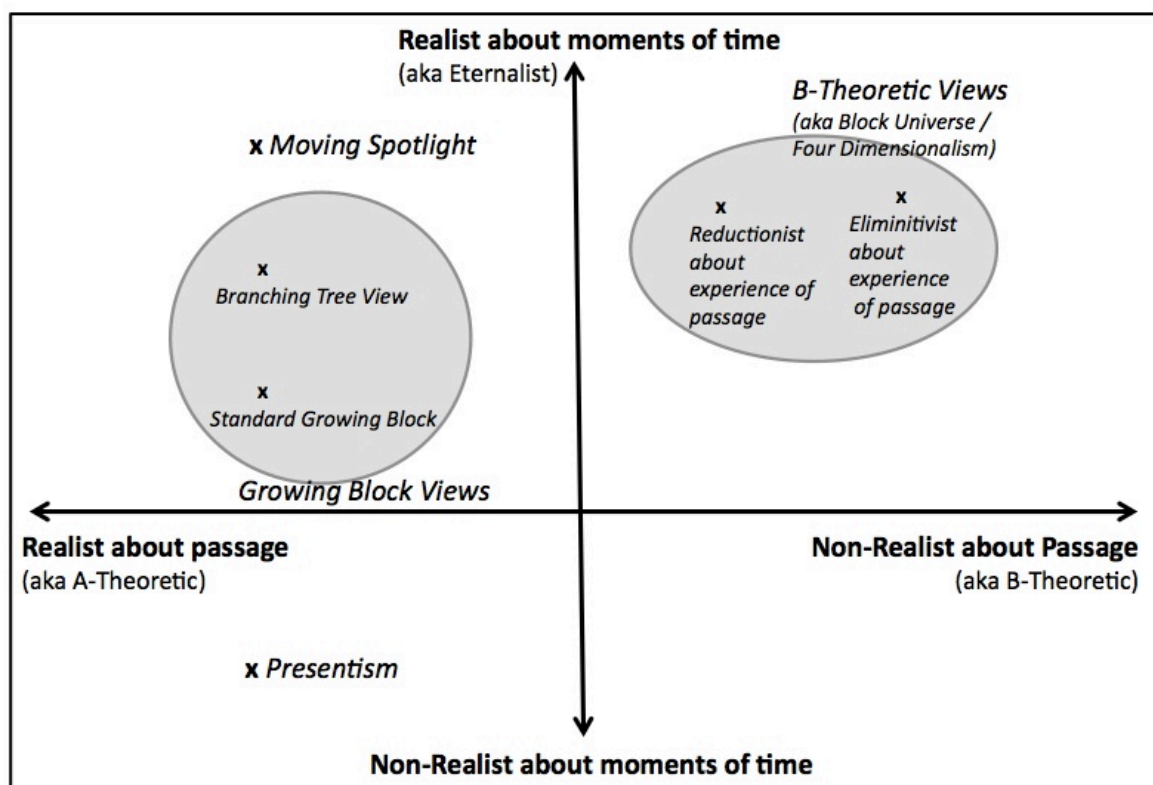 Realist about moments of time
(aka Eternalist)
B-Theoretic Views
(aka Block Universe /
Four Dimensionalism)
x Moving Spotlight
x
Reductionist
about
experience of
passage
x
Eliminitivist
about
experience
of passage
x
Branching Tree View
x
Standard Growing Block
Growing Block Views
Realist about passage
(aka A-Theoretic)
Non-Realist about Passage
(aka B-Theoretic)
x Presentism
Non-Realist about moments of time